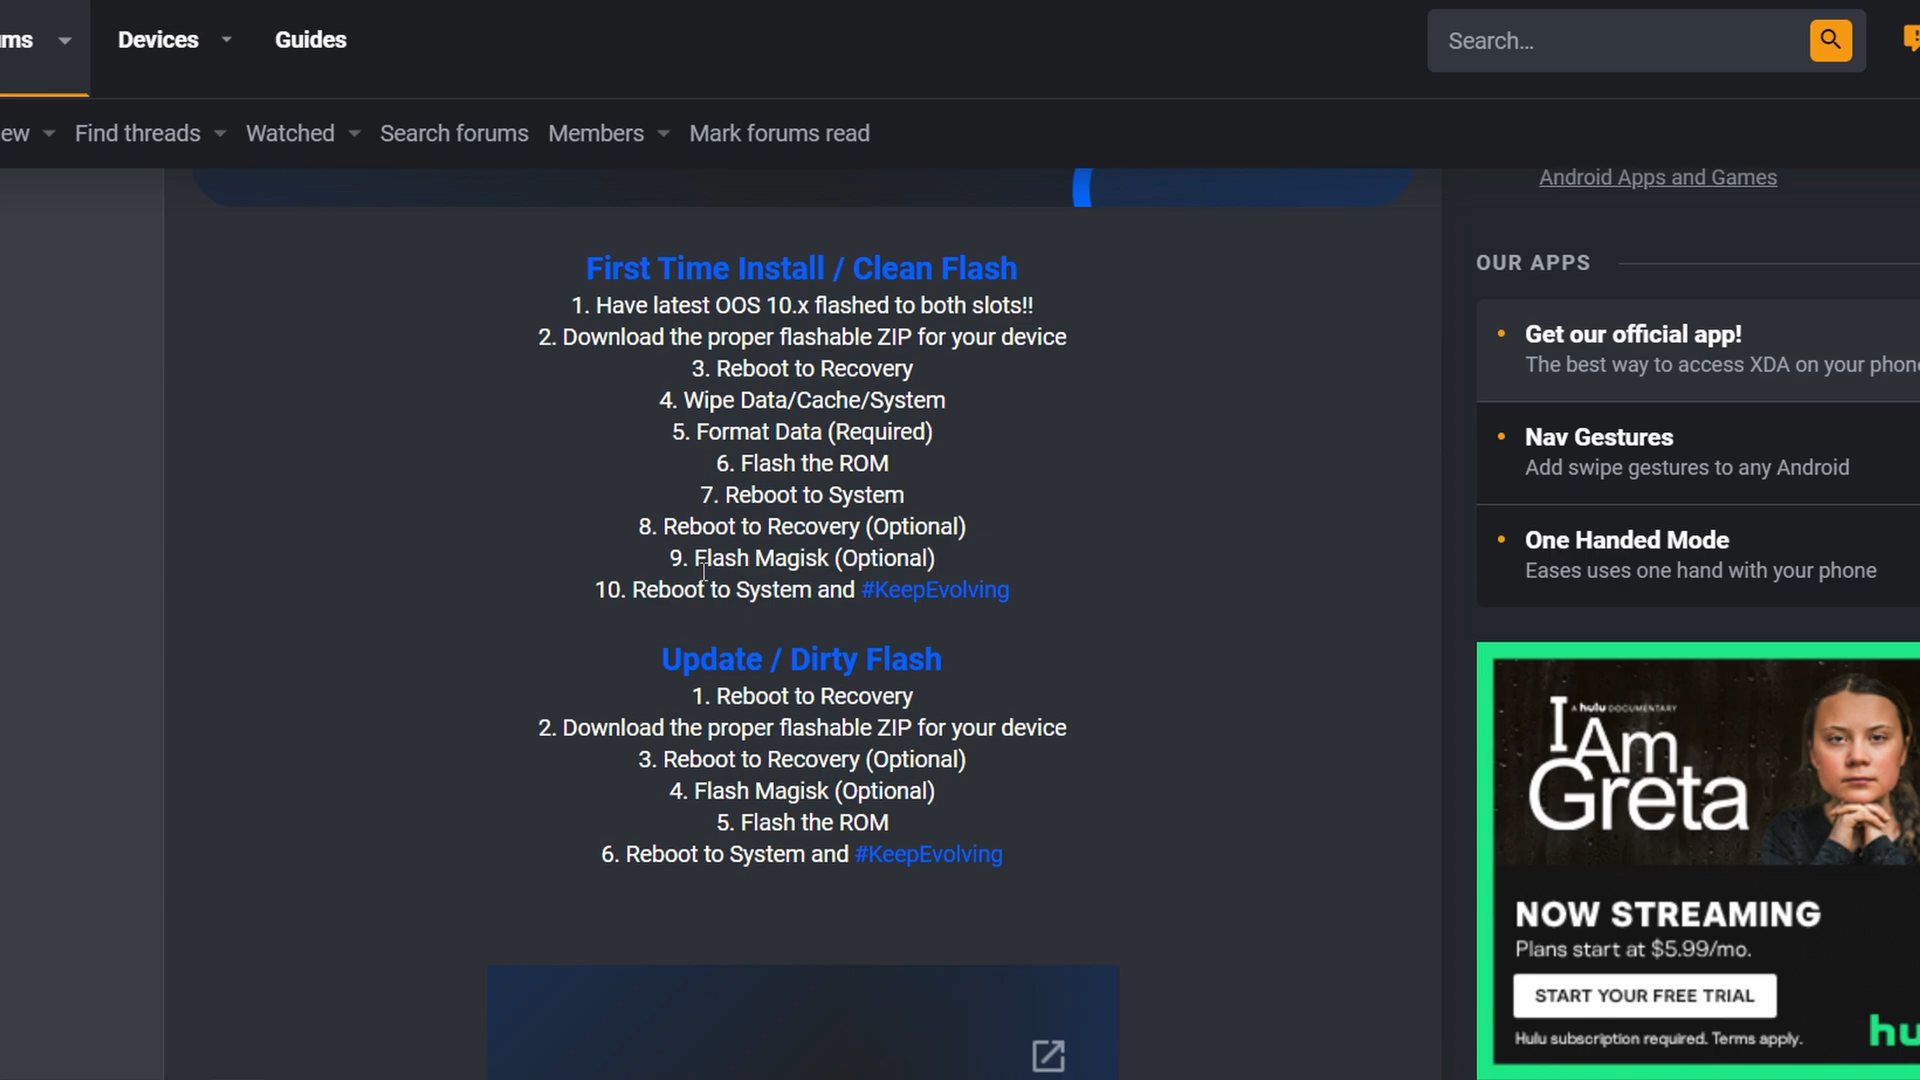 ms
Devices
Guides
Search...
ew
Find threads
Watched
Search forums
Members
Mark forums read
Android Apps and Games
First Time Install / Clean Flash
1. Have latest OOS 10.x flashed to both slots!!
2. Download the proper flashable ZIP for your device
3. Reboot to Recovery
4. Wipe Data/Cache/System
5. Format Data (Required)
6. Flash the ROM
7. Reboot to System
8. Reboot to Recovery (Optional)
9. Flash Magisk (Optional)
10. Reboot to System and #KeepEvolving
Update / Dirty Flash
1. Reboot to Recovery
2. Download the proper flashable ZIP for your device
3. Reboot to Recovery (Optional)
4. Flash Magisk (Optional)
5. Flash the ROM
6. Reboot to System and #KeepEvolving
OUR APPS
Get our official app!
The best way to access XDA on your phone
Nav Gestures
Add swipe gestures to any Android
One Handed Mode
Eases uses one hand with your phone
A hulu DOCUMENTARY
I Am
Greta
NOW STREAMING
Plans start at $5.99/mo.
START YOUR FREE TRIAL
Hulu subscription required. Terms apply.
hu